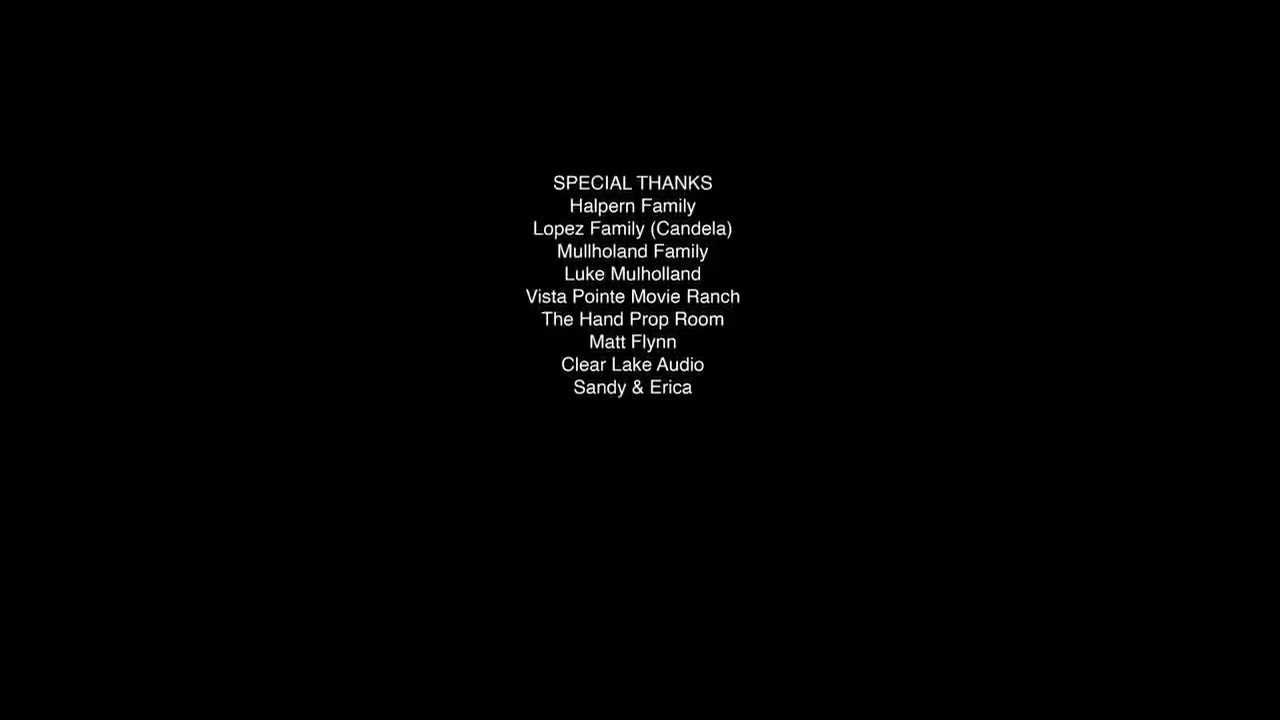 SPECIAL THANKS
Halpern Family
Lopez Family (Candela)
Mullholand Family
Luke Mulholland
Vista Pointe Movie Ranch
The Hand Prop Room
Matt Flynn
Clear Lake Audio
Sandy & Erica